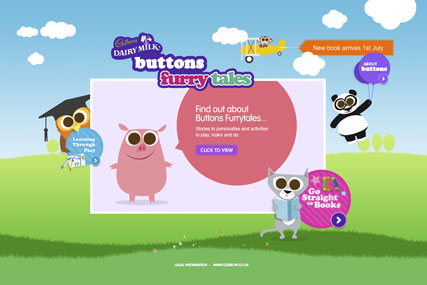 Cadbury
DAIRY MILK
buttons
furry tales
New book arrives 1st July
ABOUT
buttons
Learning
Through
Play
Find out about
Buttons Furrytales...
Stories to personalise and activities
to play, make and do
CLICK TO VIEW
Go
Straight
to Books
LEGAL INFORMATION WWW.CADBURY.CO.UK